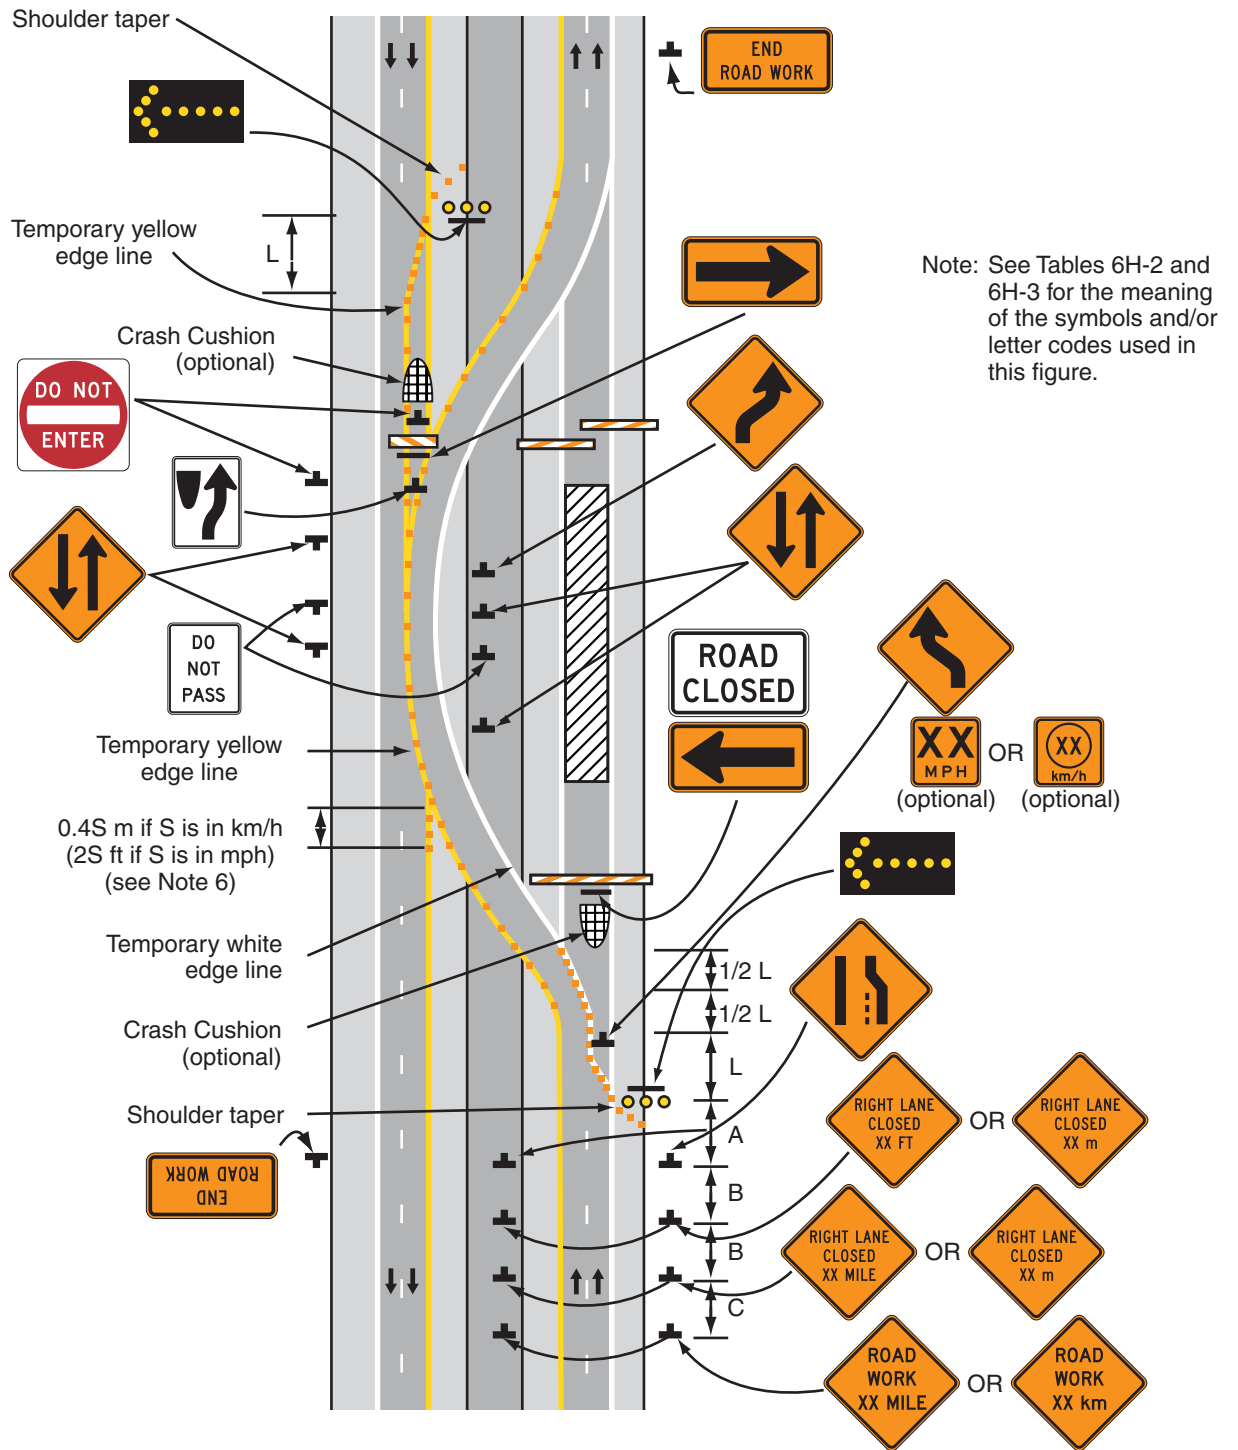 Shoulder taper
END
ROAD WORK
Temporary yellow
edge line
L
Note: See Tables 6H-2 and
6H-3 for the meaning
of the symbols and/or
letter codes used in
this figure.
Crash Cushion
(optional)
DO NOT
ENTER
DO
NOT
PASS
ROAD
CLOSED
XX
MPH
(optional)
OR
XX
km/h
(optional)
Temporary yellow
edge line
0.4S m if S is in km/h
(2S ft if S is in mph)
(see Note 6)
Temporary white
edge line
Crash Cushion
(optional)
1/2 L
1/2 L
L
Shoulder taper
A
RIGHT LANE
CLOSED
XX FT
OR
RIGHT LANE
CLOSED
XX m
END
ROAD WORK
B
B
RIGHT LANE
CLOSED
XX MILE
OR
RIGHT LANE
CLOSED
XX m
C
ROAD
WORK
XX MILE
OR
ROAD
WORK
XX km